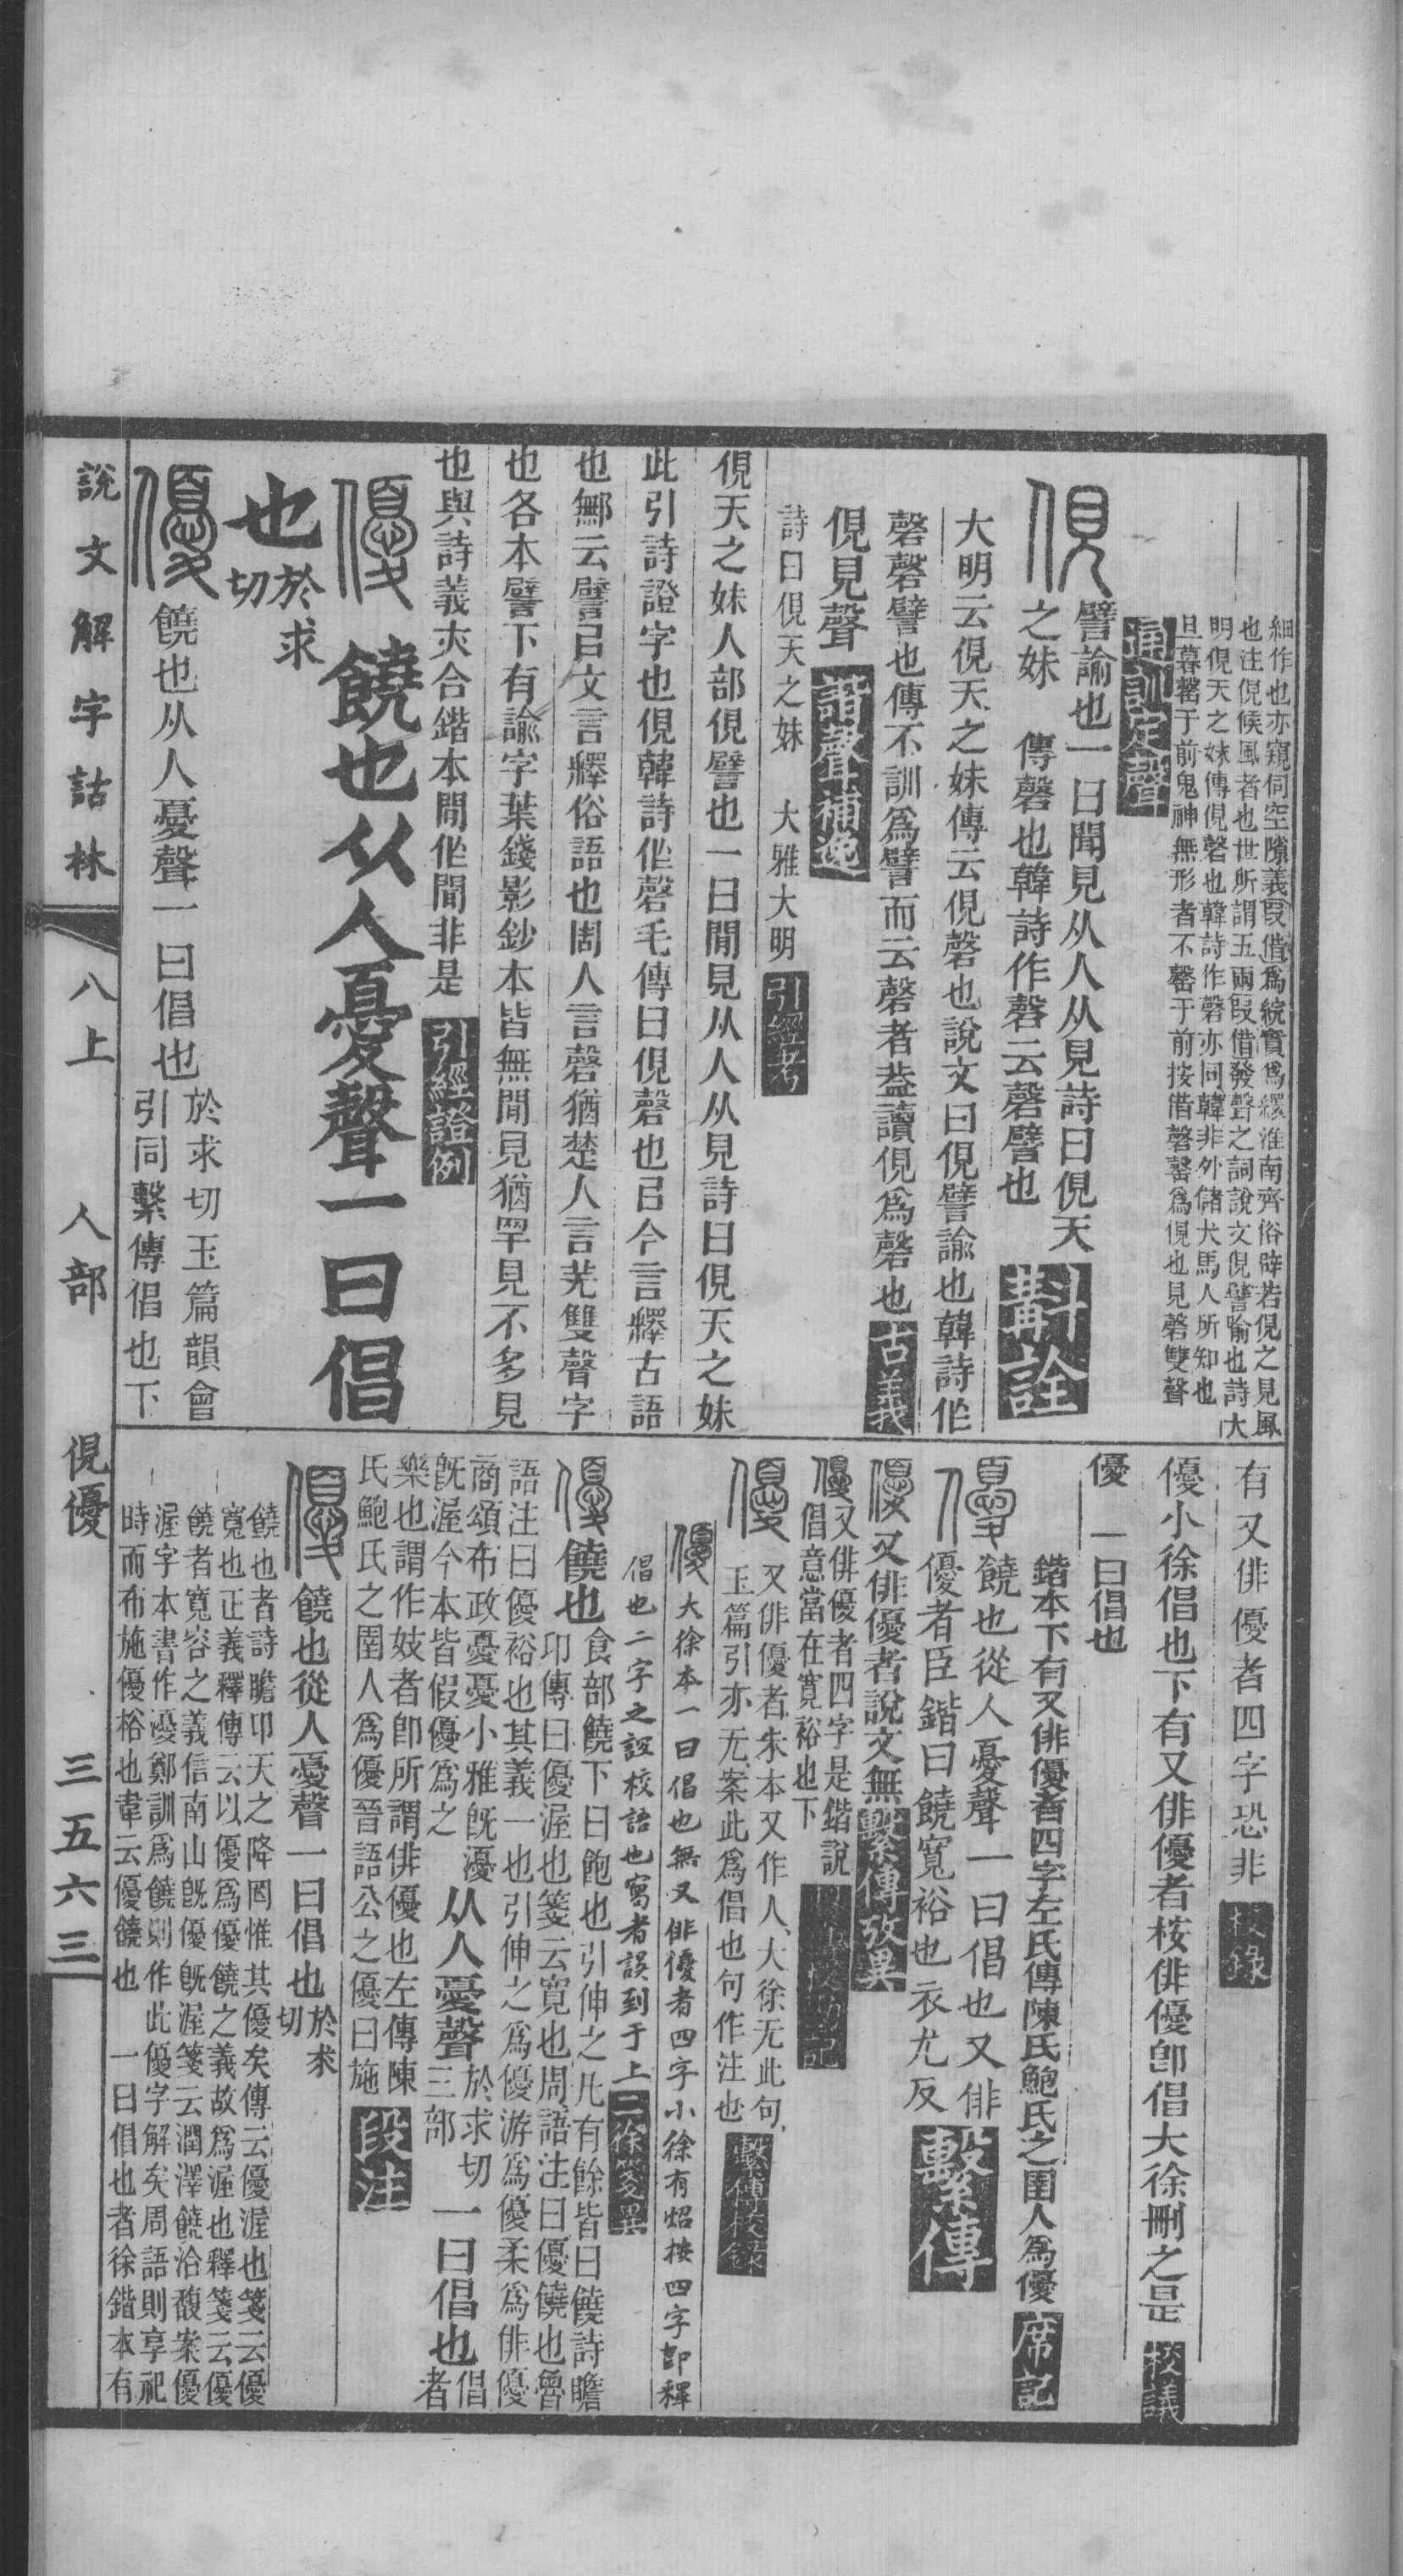 細作也亦窺伺空隙義叚借爲綄實爲繯淮南齊俗辟若俔之見風
也注俔候風者也世所謂五兩叚借發聲之詞說文俔譬喻也詩大
明俔天之妹傳俔磬也韓詩作磬亦同韓非外儲犬馬人所知也
旦暮罄于前鬼神無形者不罄于前按借磬罄爲俔也見磬雙聲
通訓定聲
俔
譬諭也一曰聞見从人从見詩曰俔天
之妹 傳磬也韓詩作磬云磬譬也
斠詮
大明云俔天之妹傳云俔磬也說文曰俔譬諭也韓詩作
磬磬譬也傳不訓爲譬而云磬者葢讀俔爲磬也
古義
俔見聲
諧聲補逸
詩曰俔天之妹 大雅大明
引經考
俔天之妹人部俔譬也一曰閒見从人从見詩曰俔天之妹
此引詩證字也俔韓詩作磬毛傳曰俔磬也㠯今言釋古語
也鄦云譬㠯文言釋俗語也周人言磬猶楚人言羌雙聲字
也各本譬下有諭字葉錢影鈔本皆無閒見猶罕見不多見
也與詩義夾合鍇本閒作聞非是
引經證例
優
饒也从人憂聲一曰倡
也
於求
切
優
饒也从人憂聲一曰倡也
於求切玉篇韻會
引同繫傳倡也下
有又俳優者四字恐非
校錄
優小徐倡也下有又俳優者桉俳優卽倡大徐刪之是
校議
優 一曰倡也
鍇本下有又俳優者四字左氏傳陳氏鮑氏之圉人爲優
席記
優
饒也從人憂聲一曰倡也又俳
優者臣鍇曰饒寬裕也衣尤反
繫傳
優又俳優者說文無
繫傳攷異
優
又俳優者四字是鍇說
倡意當在寬裕也下
優
又俳優者朱本又作人大徐无此句
玉篇引亦无案此爲倡也句作注也
繫傳校錄
優大徐本一曰倡也無又俳優者四字小徐有炤按四字卽釋
倡也二字之詞校語也寫者誤到于上
二徐箋異
優
饒也
食部饒下曰飽也引伸之凡有餘皆曰饒詩瞻
卬傳曰優渥也箋云寬也周語注曰優饒也魯
語注曰優裕也其義一也引伸之爲優游爲優柔爲俳優
商頌布政憂憂小雅旣瀀
旣渥今本皆假優爲之
从人憂聲
於求切
三部
一曰倡也
倡
者
樂也謂作妓者卽所謂俳優也左傳陳
氏鮑氏之圉人爲優晉語公之優曰施
段注
優
饒也從人憂聲一曰倡也
於求
切
饒也者詩瞻卬天之降罔惟其優矣傳云優渥也箋云優
寬也正義釋傳云以優爲優饒之義故爲渥也釋箋云優
饒者寬容之義信南山旣優旣渥箋云潤澤饒洽馥案優
渥字本書作瀀鄭訓爲饒則作此優字解矣周語則享祀
時而布施優裕也韋云優饒也 一曰倡也者徐鍇本有
說文解字詁林
八上
人部
俔優
三五六三